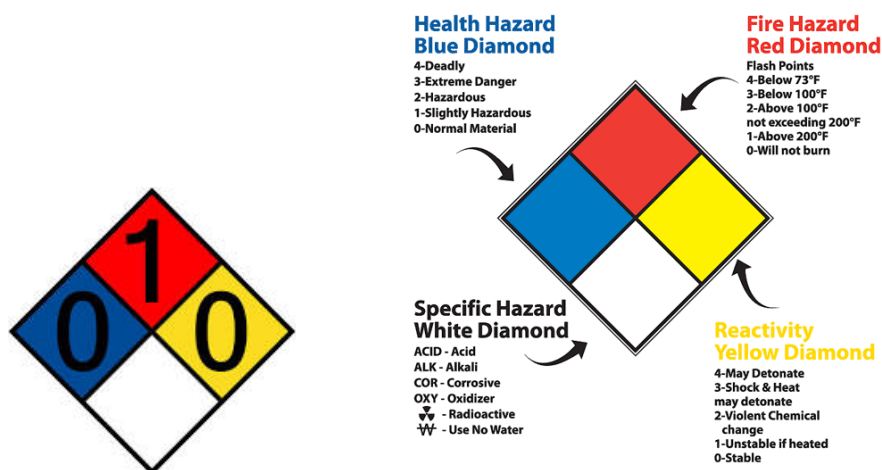 Health Hazard
Blue Diamond
4-Deadly
3-Extreme Danger
2-Hazardous
1-Slightly Hazardous
0-Normal Material
Fire Hazard
Red Diamond
Flash Points
4-Below 73°F
3-Below 100°F
2-Above 100°F
not exceeding 200°F
1-Above 200°F
0-Will not burn
1
0 0
Specific Hazard
White Diamond
ACID - Acid
ALK - Alkali
COR - Corrosive
OXY - Oxidizer
- Radioactive
W - Use No Water
Reactivity
Yellow Diamond
4-May Detonate
3-Shock & Heat
may detonate
2-Violent Chemical
change
1-Unstable if heated
0-Stable